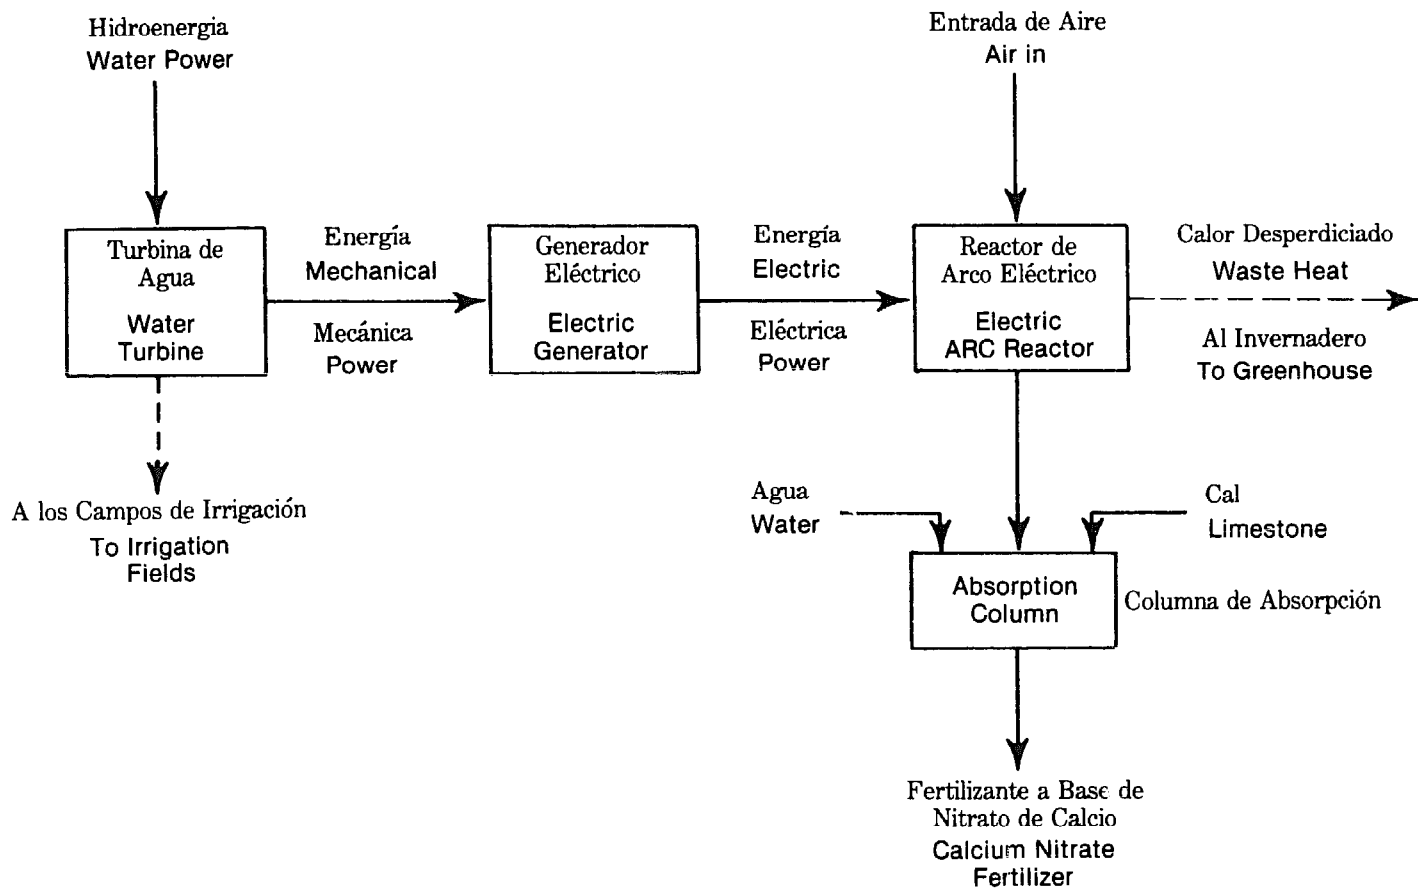 Hidroenergia
Water Power
Entrada de Aire
Air in
Turbina de
Agua
Water
Turbine
Energía
Mechanical
Mecánica
Power
Generador
Eléctrico
Electric
Generator
Energía
Electric
Eléctrica
Power
Reactor de
Arco Eléctrico
Electric
ARC Reactor
Calor Desperdiciado
Waste Heat
Al Invernadero
To Greenhouse
A los Campos de Irrigación
To Irrigation
Fields
Agua
Water
Cal
Limestone
Absorption
Column
Columna de Absorpción
Fertilizante a Base de
Nitrato de Calcio
Calcium Nitrate
Fertilizer